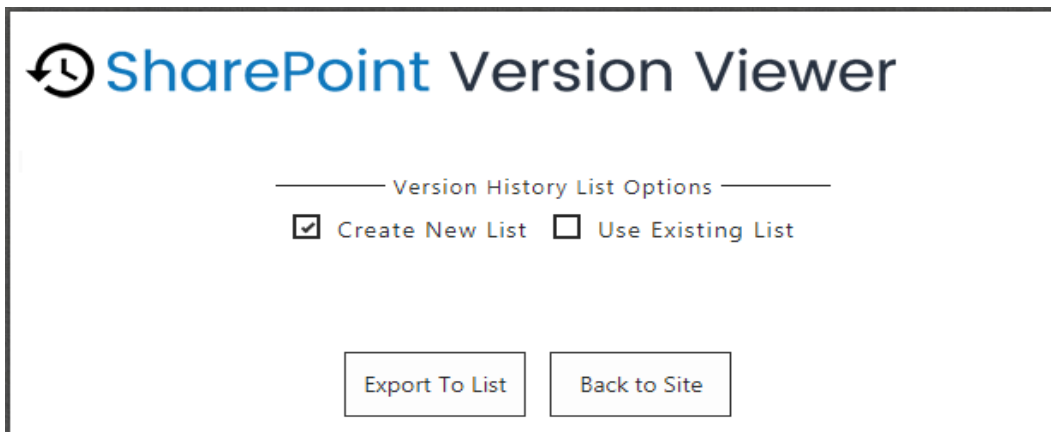 SharePoint Version Viewer
Version History List Options
Create New List Use Existing List
Export To List Back to Site